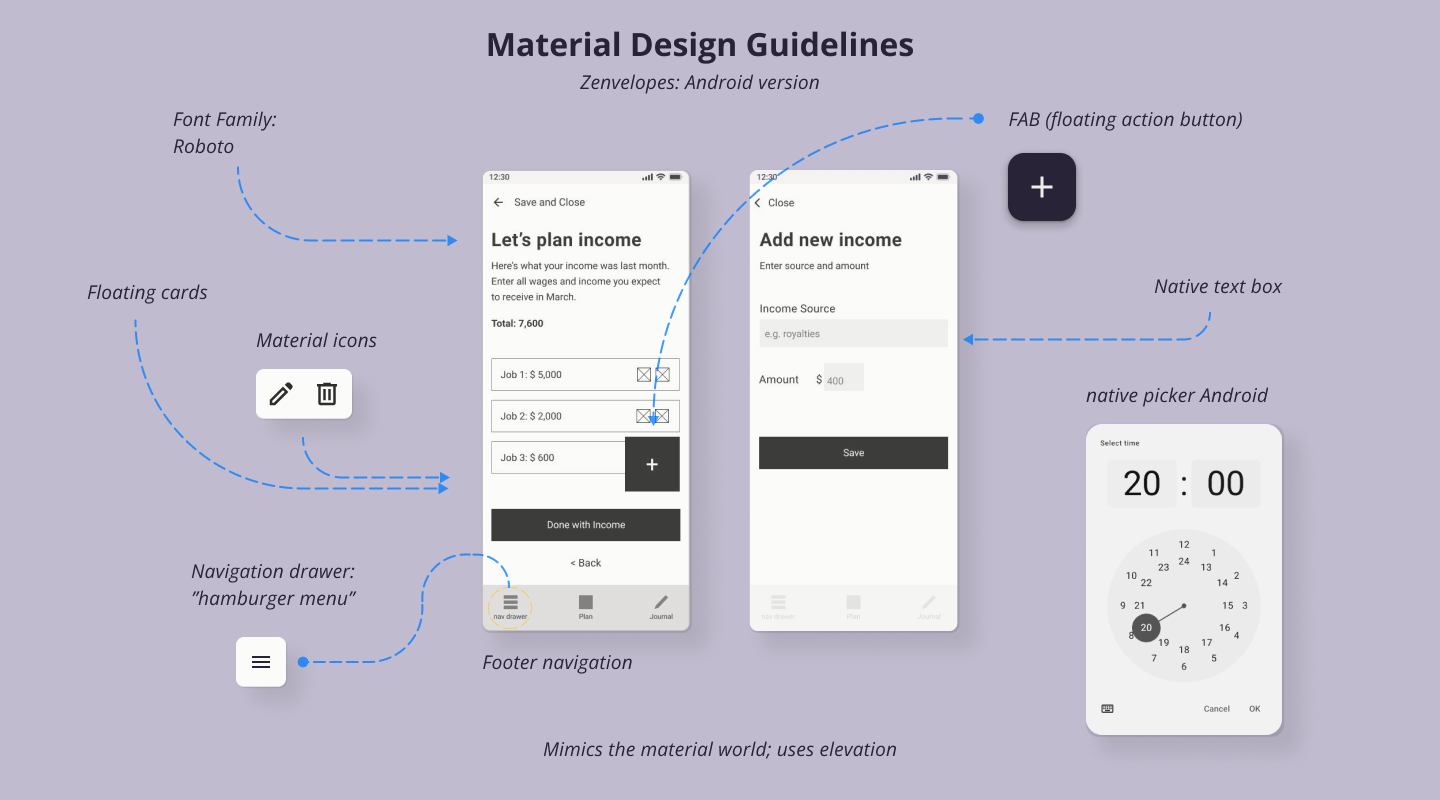 Material Design Guidelines
Zenvelopes: Android version
Font Family:
Roboto
FAB (floating action button)
Floating cards
Material icons
Navigation drawer:
”hamburger menu”
12:30
Save and Close
Let’s plan income
Here's what your income was last month.
Enter all wages and income you expect
to receive in March.
Total: 7,600
Job 1: $ 5,000
Job 2: $ 2,000
Job 3: $ 600
+
Done with Income
< Back
nav drawer Plan Journal
Footer navigation
12:30
< Close
Add new income
Enter source and amount
Income Source
e.g. royalties
Amount $ 400
Save
nav drawer Plan Journal
+
Native text box
native picker Android
Select time
20 : 00
12
11 1
24
23 13
10 2
22 14
9 21 15 3
20 16
8 4
19 17
18
7 5
6
Cancel OK
Mimics the material world; uses elevation